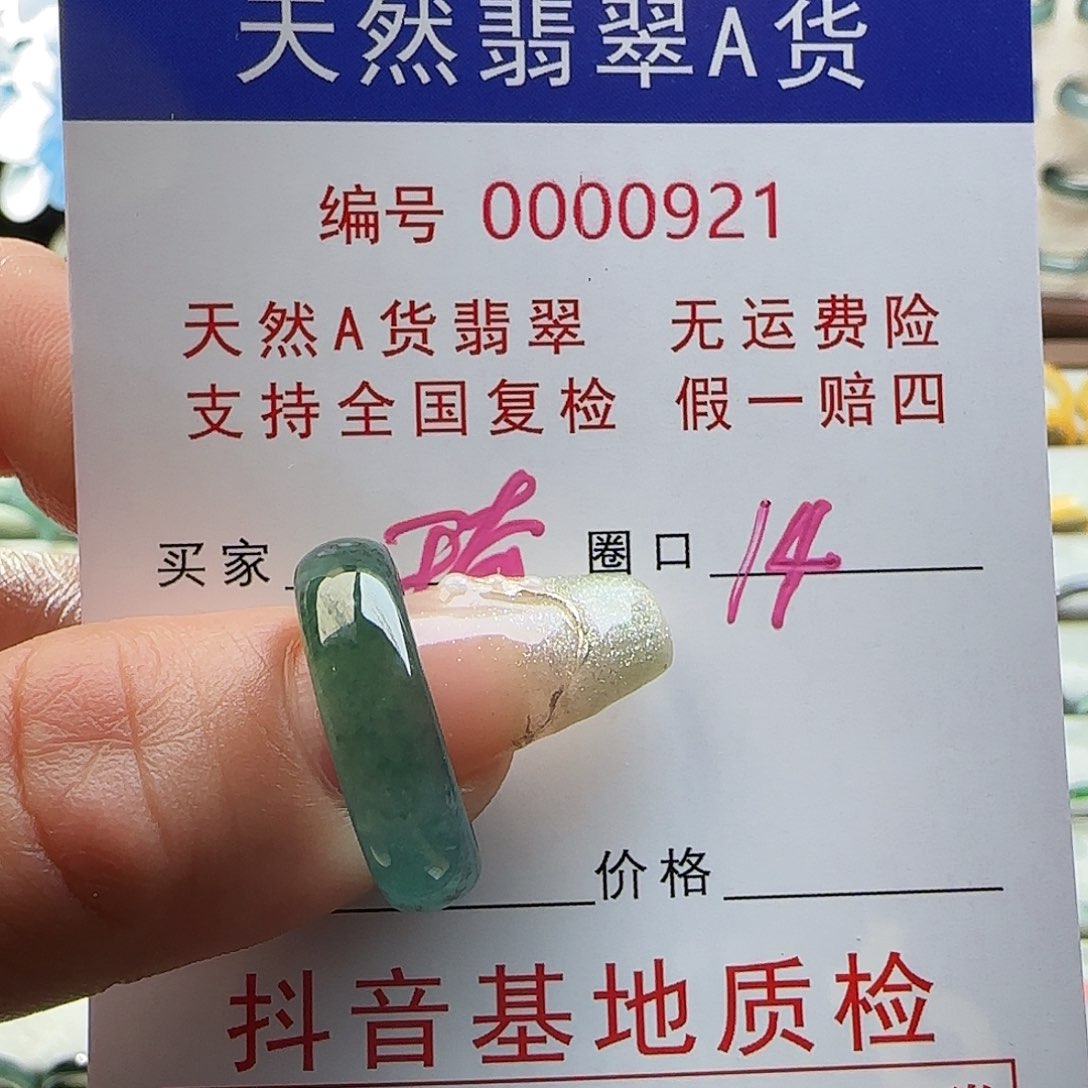 天然翡翠A货
编号 0000921
天然A货翡翠 无运费险
支持全国复检 假一赔四
买家 圈口 14
价格
抖音基地质检